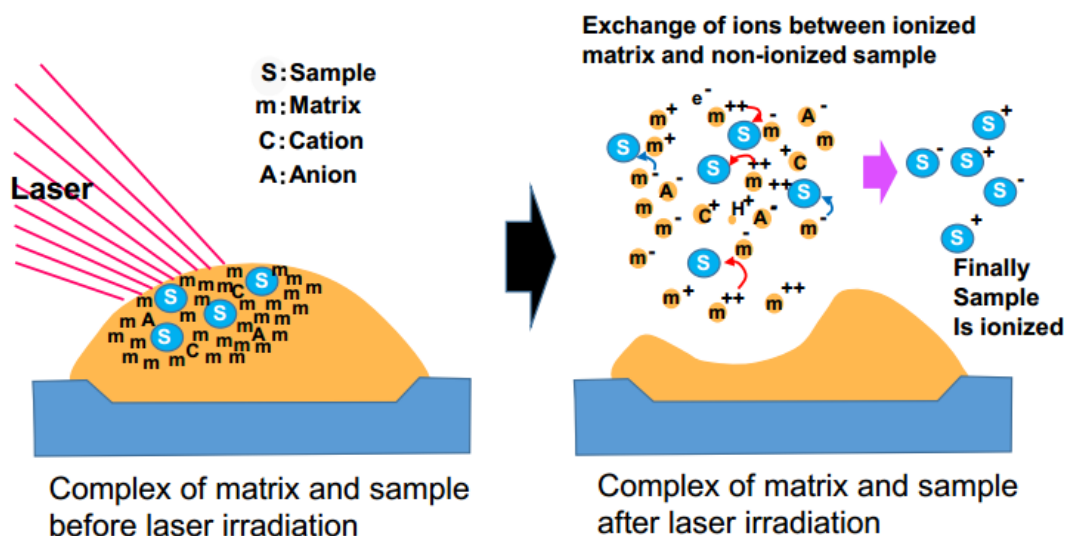 S:Sample
m:Matrix
C:Cation
A:Anion
Laser
m m m m m m m m m m m m m m m m m m m m m m m m m m m m m m m m
S S S S
C C A A
Complex of matrix and sample
before laser irradiation
Exchange of ions between ionized
matrix and non-ionized sample
e- m++ A-
m+ S m- m
m+ S
S ++ +C
m- m ++ S
A-
m C+ H+ A-
m- m-
m- m-
S
m+ m++ m++
S+
S- S+
S-
S+
Finally
Sample
Is ionized
Complex of matrix and sample
after laser irradiation